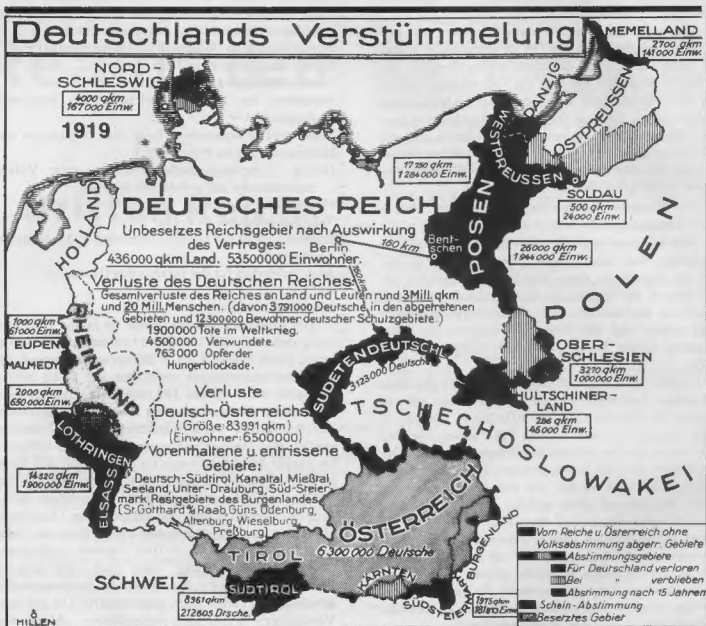 Deutschlands Verstümmelung
MEMELLAND
2700 qkm
141000 Einw.
NORD-
SCHLESWIG
4000 qkm
167000 Einw.
1919
DANZIG
OSTPREUSSEN
WESTPREUSSEN
17750 qkm
1284000 Einw.
SOLDAU
500 qkm
24000 Einw.
DEUTSCHES REICH
Unbesetzes Reichsgebiet nach Auswirkung
des Vertrages:
436000 qkm Land. 53500000 Einwohner.
Berlin
160 km
Bent-
schen
POSEN
26000 qkm
1944000 Einw.
POLEN
HOLLAND
Verluste des Deutschen Reiches:
Gesamtverluste des Reiches an Land und Leuten rund 3Mill. qkm
und 20 Mill. Menschen. (davon 3791000 Deutsche in den abgetretenen
Gebieten und 12300000 Bewohner deutscher Schutzgebiete.)
1900000 Tote im Weltkrieg.
4500000 Verwundete.
763000 Opfer der
Hungerblockade.
1000 qkm
61000 Einw.
EUPEN
MALMEDY
RHEINLAND
2000 qkm
650000 Einw.
OBER-
SCHLESIEN
3270 qkm
1000000 Einw.
HULTSCHINER-
LAND
286 qkm
45000 Einw.
SUDETENDEUTSCHL.
3123000 Deutsche
TSCHECHOSLOWAKEI
LOTHRINGEN
ELSASS
14520 qkm
1900000 Einw.
Verluste
Deutsch-Österreichs
(Größe: 83991 qkm)
(Einwohner: 6500000)
Vorenthaltene u. entrissene
Gebiete:
Deutsch-Südtirol, Kanaltal, Mießtal,
Seeland, Unter-Drauburg, Süd-Steier
mark, Restgebiete des Burgenlandes.
(St. Gotthard a/Raab, Güns Ödenburg,
Altenburg, Wieselburg,
Preßburg)
ÖSTERREICH
6300000 Deutsche
TIROL
BURGENLAND
SCHWEIZ
SÜDTIROL
8961 qkm
212605 Dtsche.
KÄRNTEN
SÜDSTEIERMARK
7975 qkm
Vom Reiche u. Österreich ohne
Volksabstimmung abgetr. Gebiete
Abstimmungsgebiete
Für Deutschland verloren
Bei " verblieben
Abstimmung nach 15 Jahren
Schein-Abstimmung
Besetztes Gebiet
MILLEN